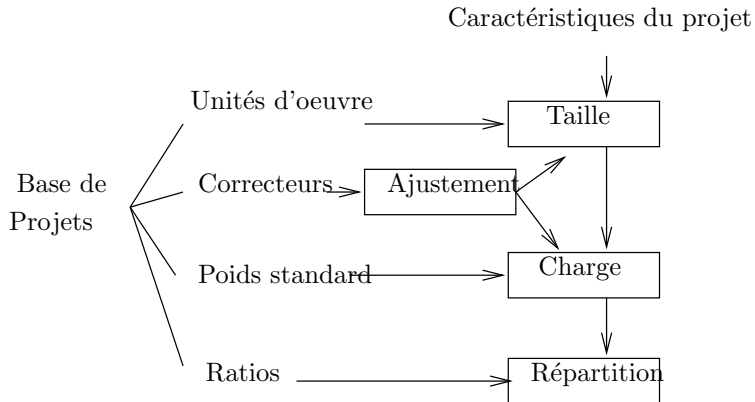 Caractéristiques du projet
Unités d'oeuvre
Taille
Base de
Projets
Correcteurs
Ajustement
Poids standard
Charge
Ratios
Répartition